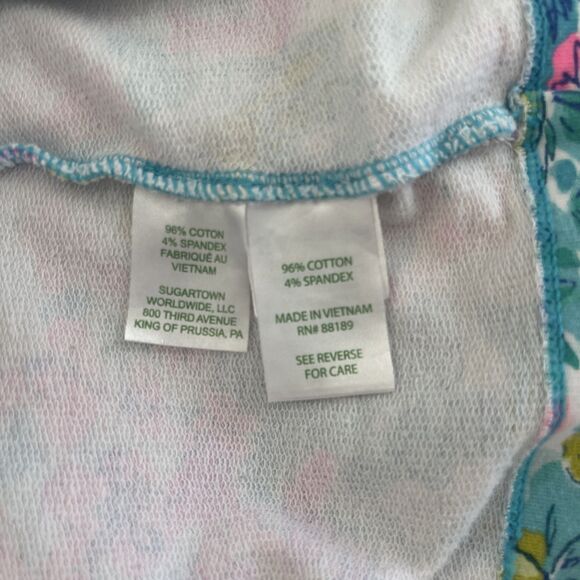 96% COTON
4% SPANDEX
FABRIQUÉ AU
VIETNAM
SUGARTOWN
WORLDWIDE, LLC
800 THIRD AVENUE
KING OF PRUSSIA, PA
96% COTTON
4% SPANDEX
MADE IN VIETNAM
RN# 88189
SEE REVERSE
FOR CARE